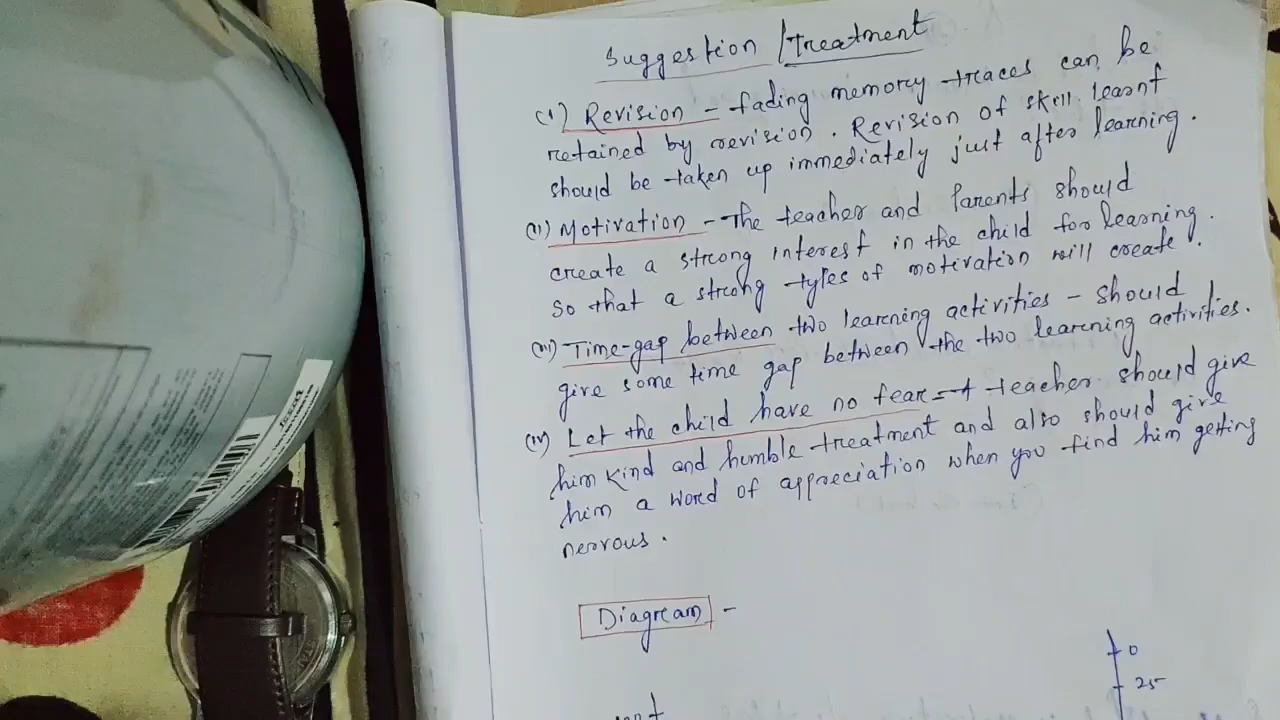 Suggestion / Treatment
(i) Revision - fading memory traces can be
retained by revision. Revision of skill learnt
should be taken up immediately just after learning.
(ii) Motivation - The teacher and Parents should
create a strong interest in the child for learning.
so that a strong types of motivation will create.
(iii) Time-gap between two learning activities - should
give some time gap between the two learning activities.
(iv) Let the child have no fear - A teacher should give
him kind and humble treatment and also should give
him a word of appreciation when you find him getting
nervous.
Diagram -
0
25